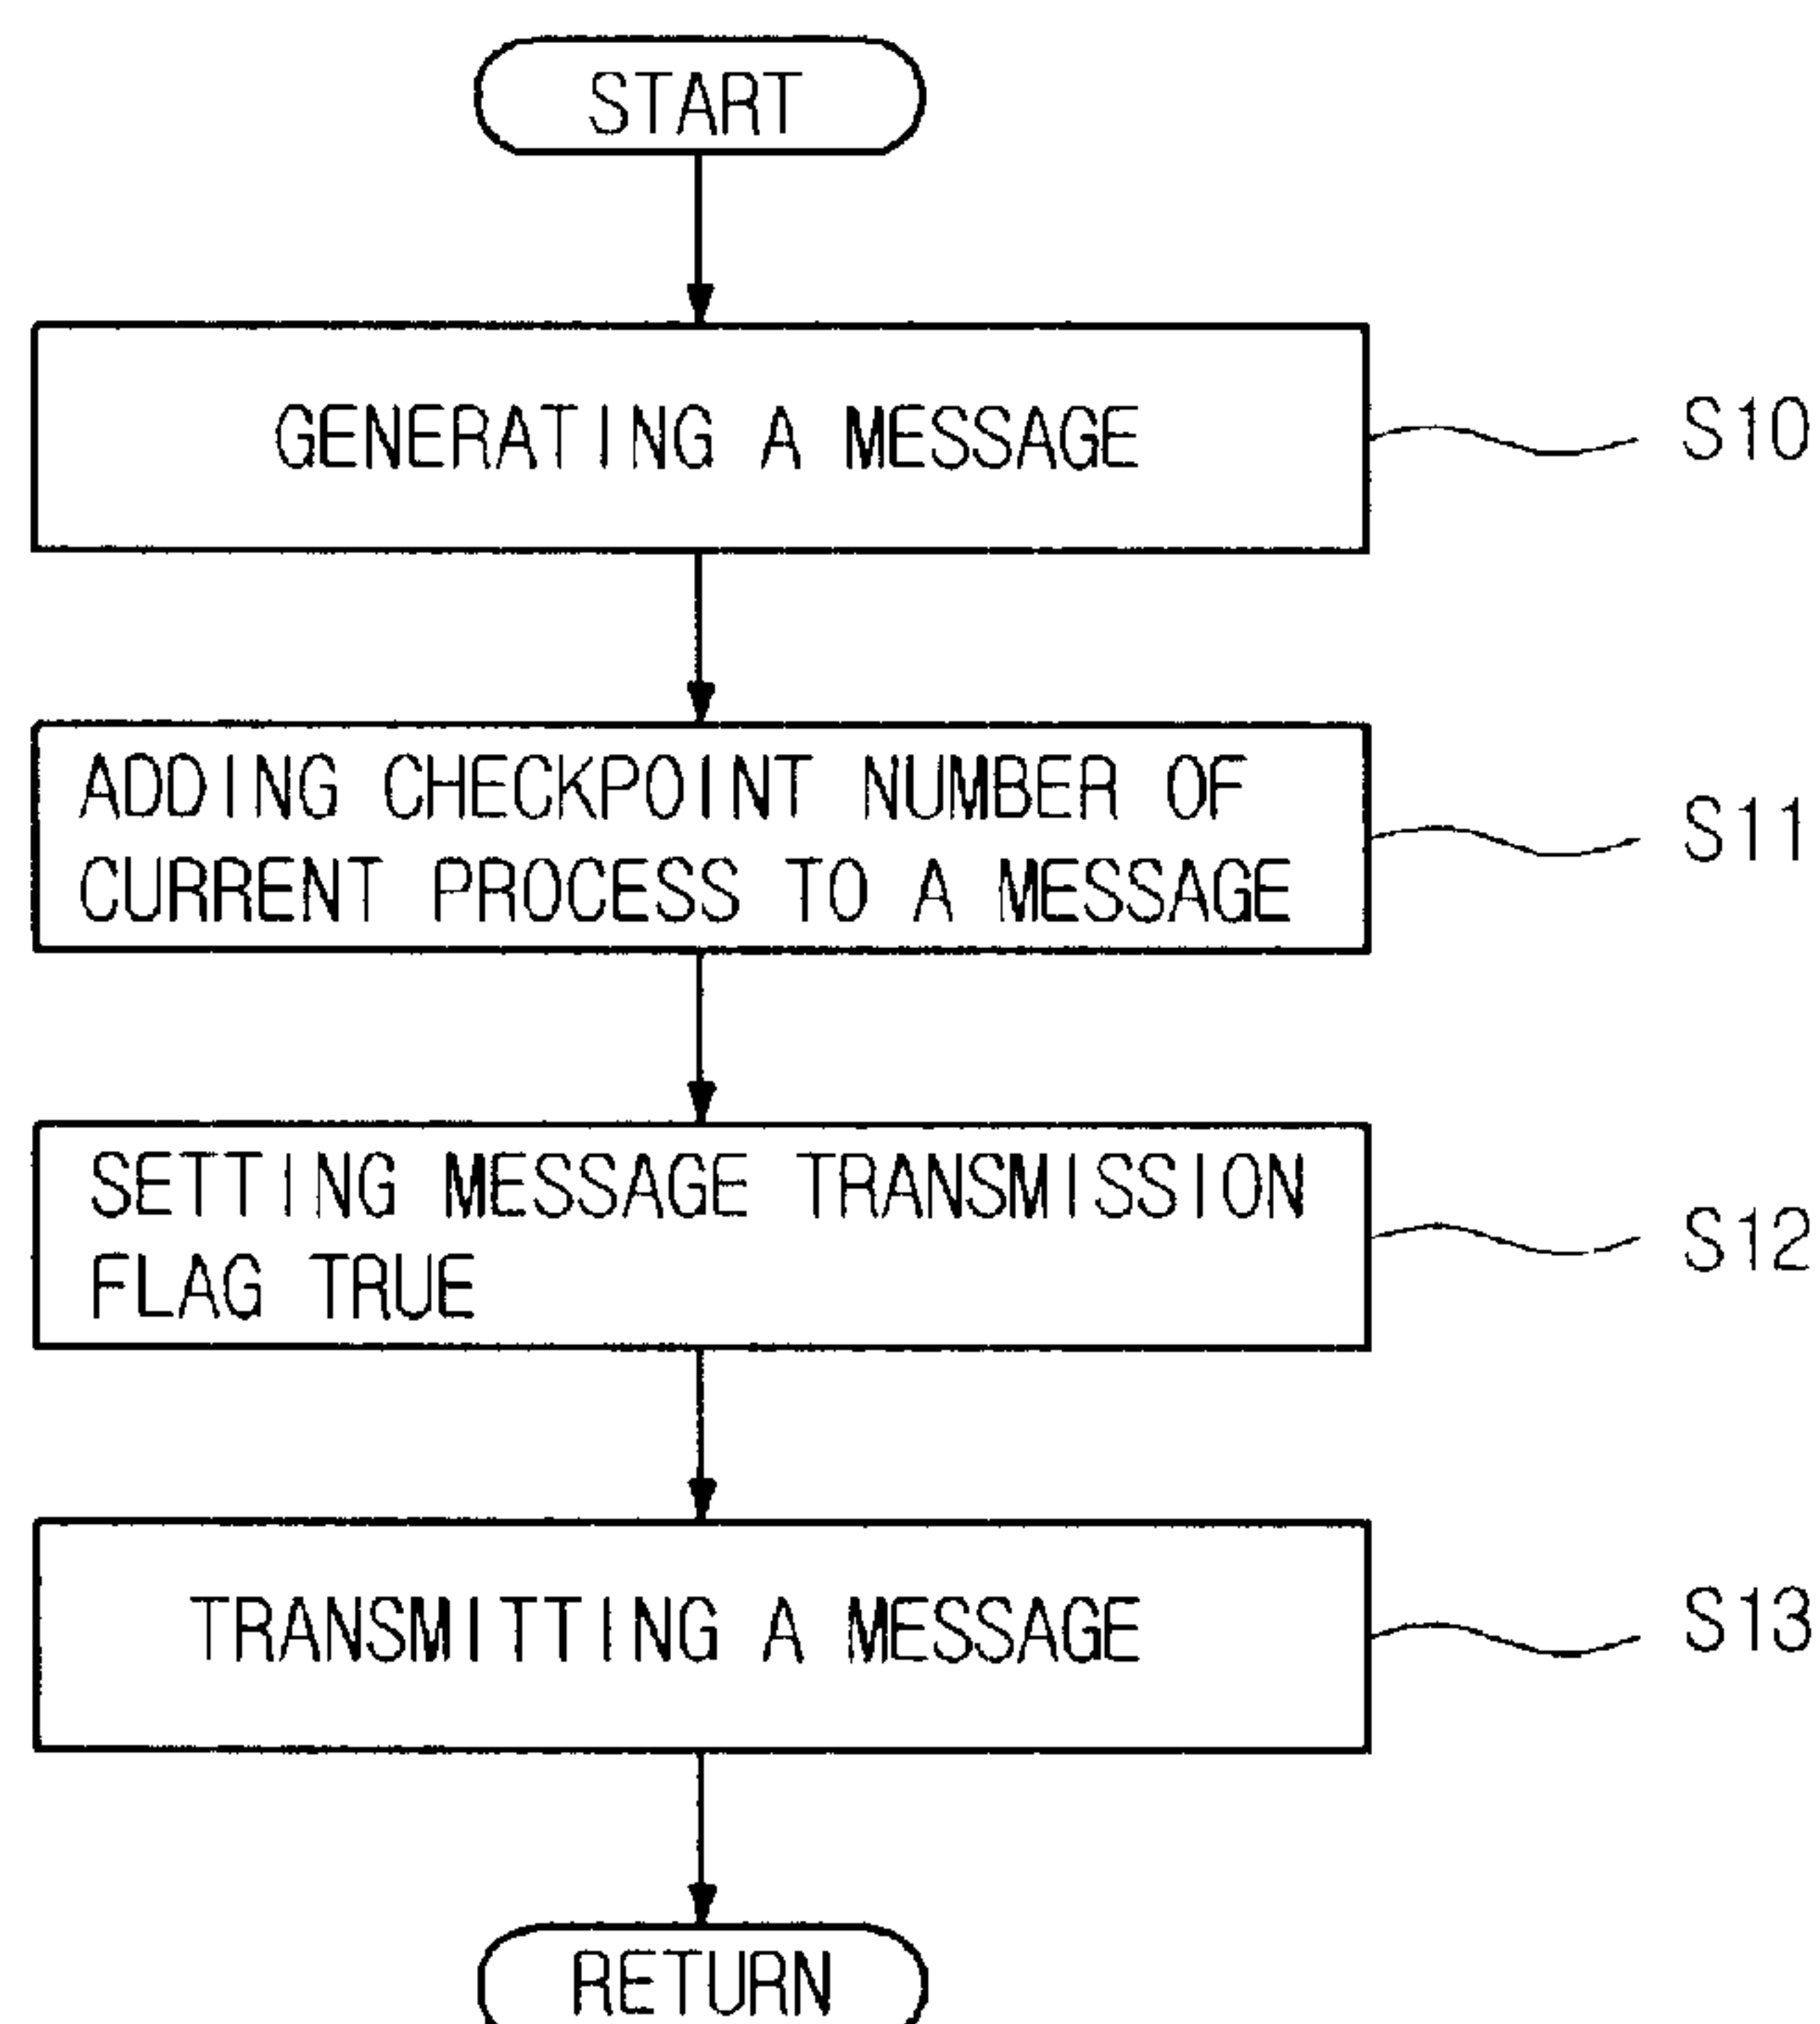 START
GENERATING A MESSAGE
S10
ADDING CHECKPOINT NUMBER OF
CURRENT PROCESS TO A MESSAGE
S11
SETTING MESSAGE TRANSMISSION
FLAG TRUE
S12
TRANSMITTING A MESSAGE
S13
RETURN